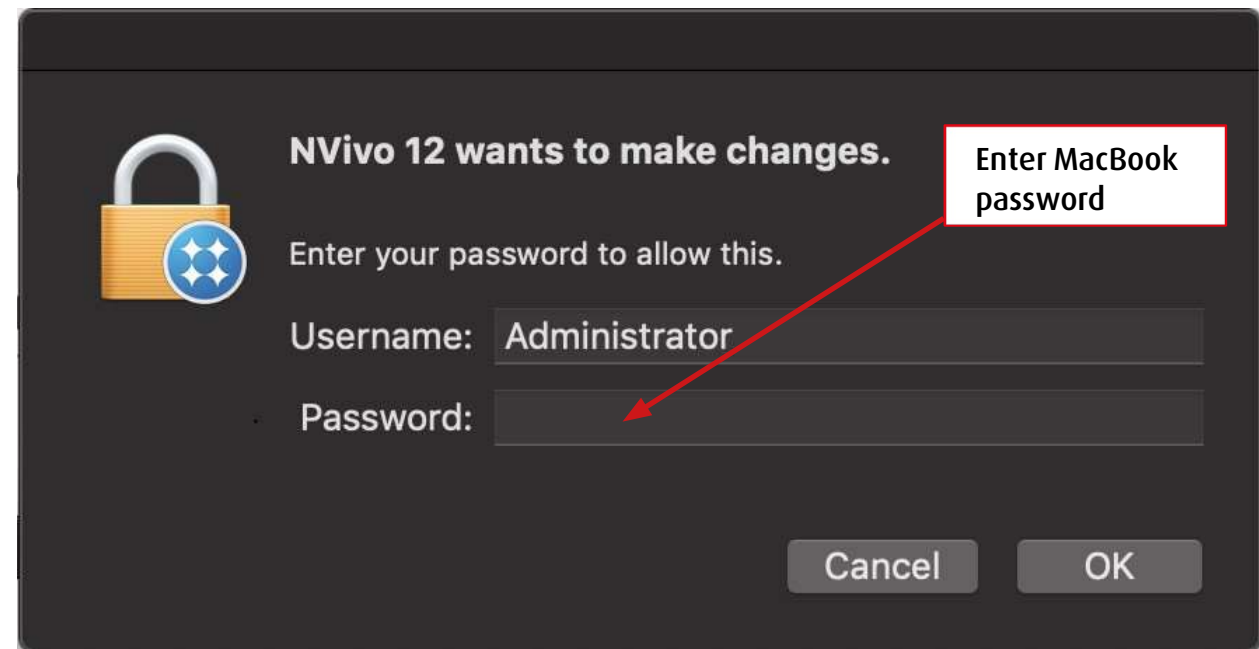 NVivo 12 wants to make changes.
Enter MacBook
password
Enter your password to allow this.
Username: Administrator
Password:
Cancel OK